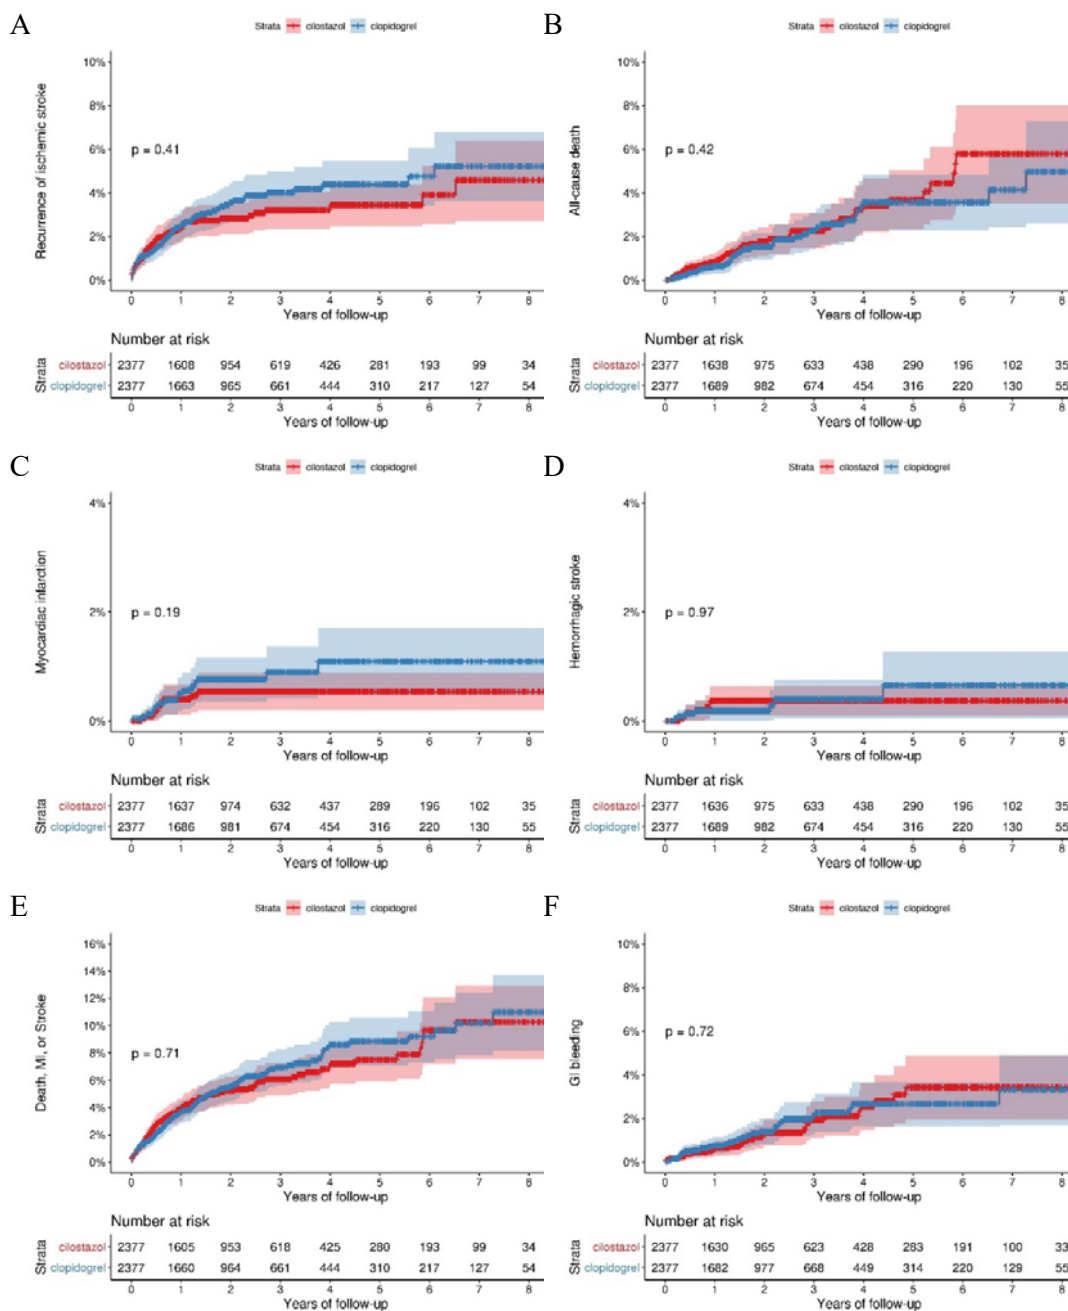 A
Strata cilostazol clopidogrel
10%
8%
6%
4%
2%
0%
Recurrence of ischemic stroke
p = 0.41
0 1 2 3 4 5 6 7 8
Years of follow-up
Number at risk
Strata
cilostazol 2377 1608 954 619 426 281 193 99 34
clopidogrel 2377 1663 965 661 444 310 217 127 54
0 1 2 3 4 5 6 7 8
Years of follow-up
B
Strata cilostazol clopidogrel
10%
8%
6%
4%
2%
0%
All-cause death
p = 0.42
0 1 2 3 4 5 6 7 8
Years of follow-up
Number at risk
Strata
cilostazol 2377 1638 975 633 438 290 196 102 35
clopidogrel 2377 1689 982 674 454 316 220 130 55
0 1 2 3 4 5 6 7 8
Years of follow-up
C
Strata cilostazol clopidogrel
4%
2%
0%
Myocardiac infarction
p = 0.19
0 1 2 3 4 5 6 7 8
Years of follow-up
Number at risk
Strata
cilostazol 2377 1637 974 632 437 289 196 102 35
clopidogrel 2377 1686 981 674 454 316 220 130 55
0 1 2 3 4 5 6 7 8
Years of follow-up
D
Strata cilostazol clopidogrel
4%
2%
0%
Hemorrhagic stroke
p = 0.97
0 1 2 3 4 5 6 7 8
Years of follow-up
Number at risk
Strata
cilostazol 2377 1636 975 633 438 290 196 102 35
clopidogrel 2377 1689 982 674 454 316 220 130 55
0 1 2 3 4 5 6 7 8
Years of follow-up
E
Strata cilostazol clopidogrel
16%
14%
12%
10%
8%
6%
4%
2%
0%
Death, MI, or Stroke
p = 0.71
0 1 2 3 4 5 6 7 8
Years of follow-up
Number at risk
Strata
cilostazol 2377 1605 953 618 425 280 193 99 34
clopidogrel 2377 1660 964 661 444 310 217 127 54
0 1 2 3 4 5 6 7 8
Years of follow-up
F
Strata cilostazol clopidogrel
10%
8%
6%
4%
2%
0%
GI bleeding
p = 0.72
0 1 2 3 4 5 6 7 8
Years of follow-up
Number at risk
Strata
cilostazol 2377 1630 965 623 428 283 191 100 33
clopidogrel 2377 1682 977 668 449 314 220 129 55
0 1 2 3 4 5 6 7 8
Years of follow-up